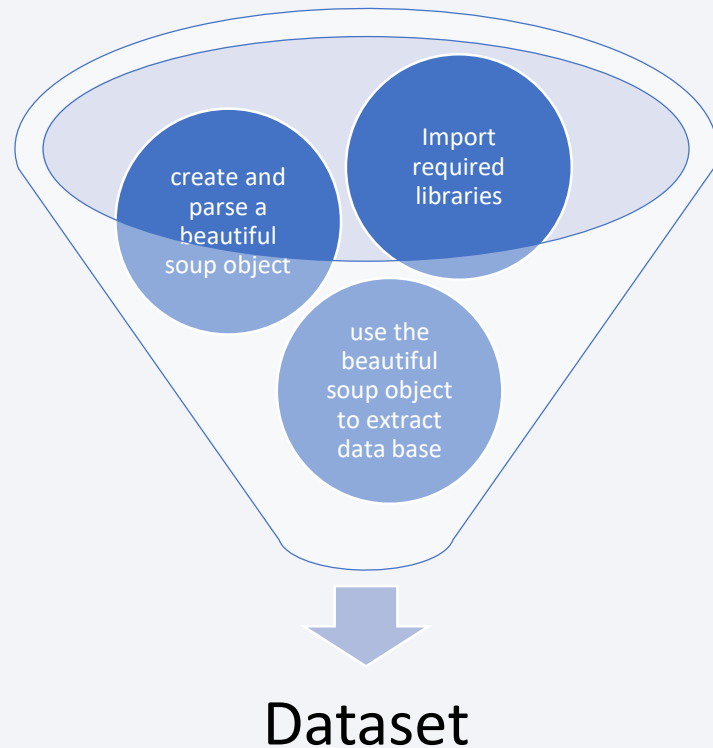 Import
required
libraries
create and
parse a
beautiful
soup object
use the
beautiful
soup object
to extract
data base
Dataset